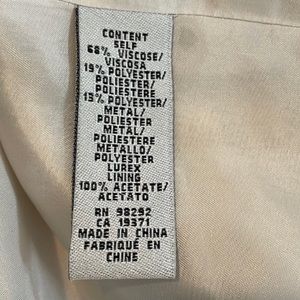 CONTENT
SELF
68% VISCOSE/
VISCOSA
19% POLYESTER/
POLIESTER/
POLIESTERE
13% POLYESTER/
METAL/
POLIESTER
METAL/
POLIESTERE
METALLO/
POLYESTER
LUREX
LINING
100% ACETATE/
ACETATO
RN 98292
CA 19371
MADE IN CHINA
FABRIQUÉ EN
CHINE